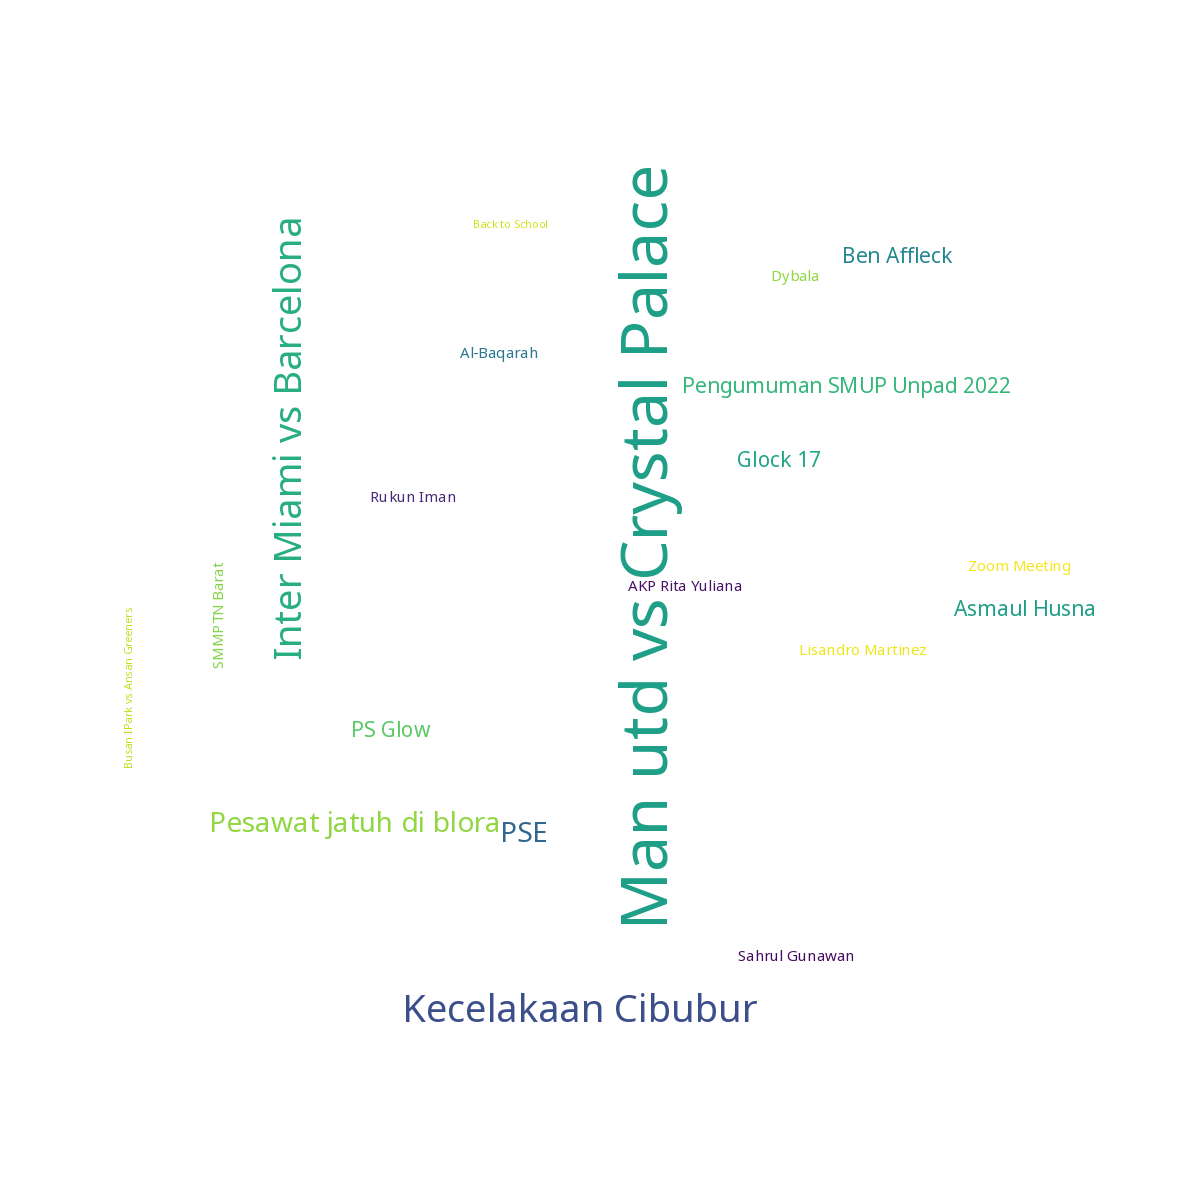 Man utd vs Crystal Palace
Inter Miami vs Barcelona
Back to School
Ben Affleck
Dybala
Al-Baqarah
Pengumuman SMUP Unpad 2022
Glock 17
Rukun Iman
Zoom Meeting
AKP Rita Yuliana
Asmaul Husna
SMMPTN Barat
Busan IPark vs Ansan Greeners
Lisandro Martinez
PS Glow
Pesawat jatuh di blora
PSE
Sahrul Gunawan
Kecelakaan Cibubur